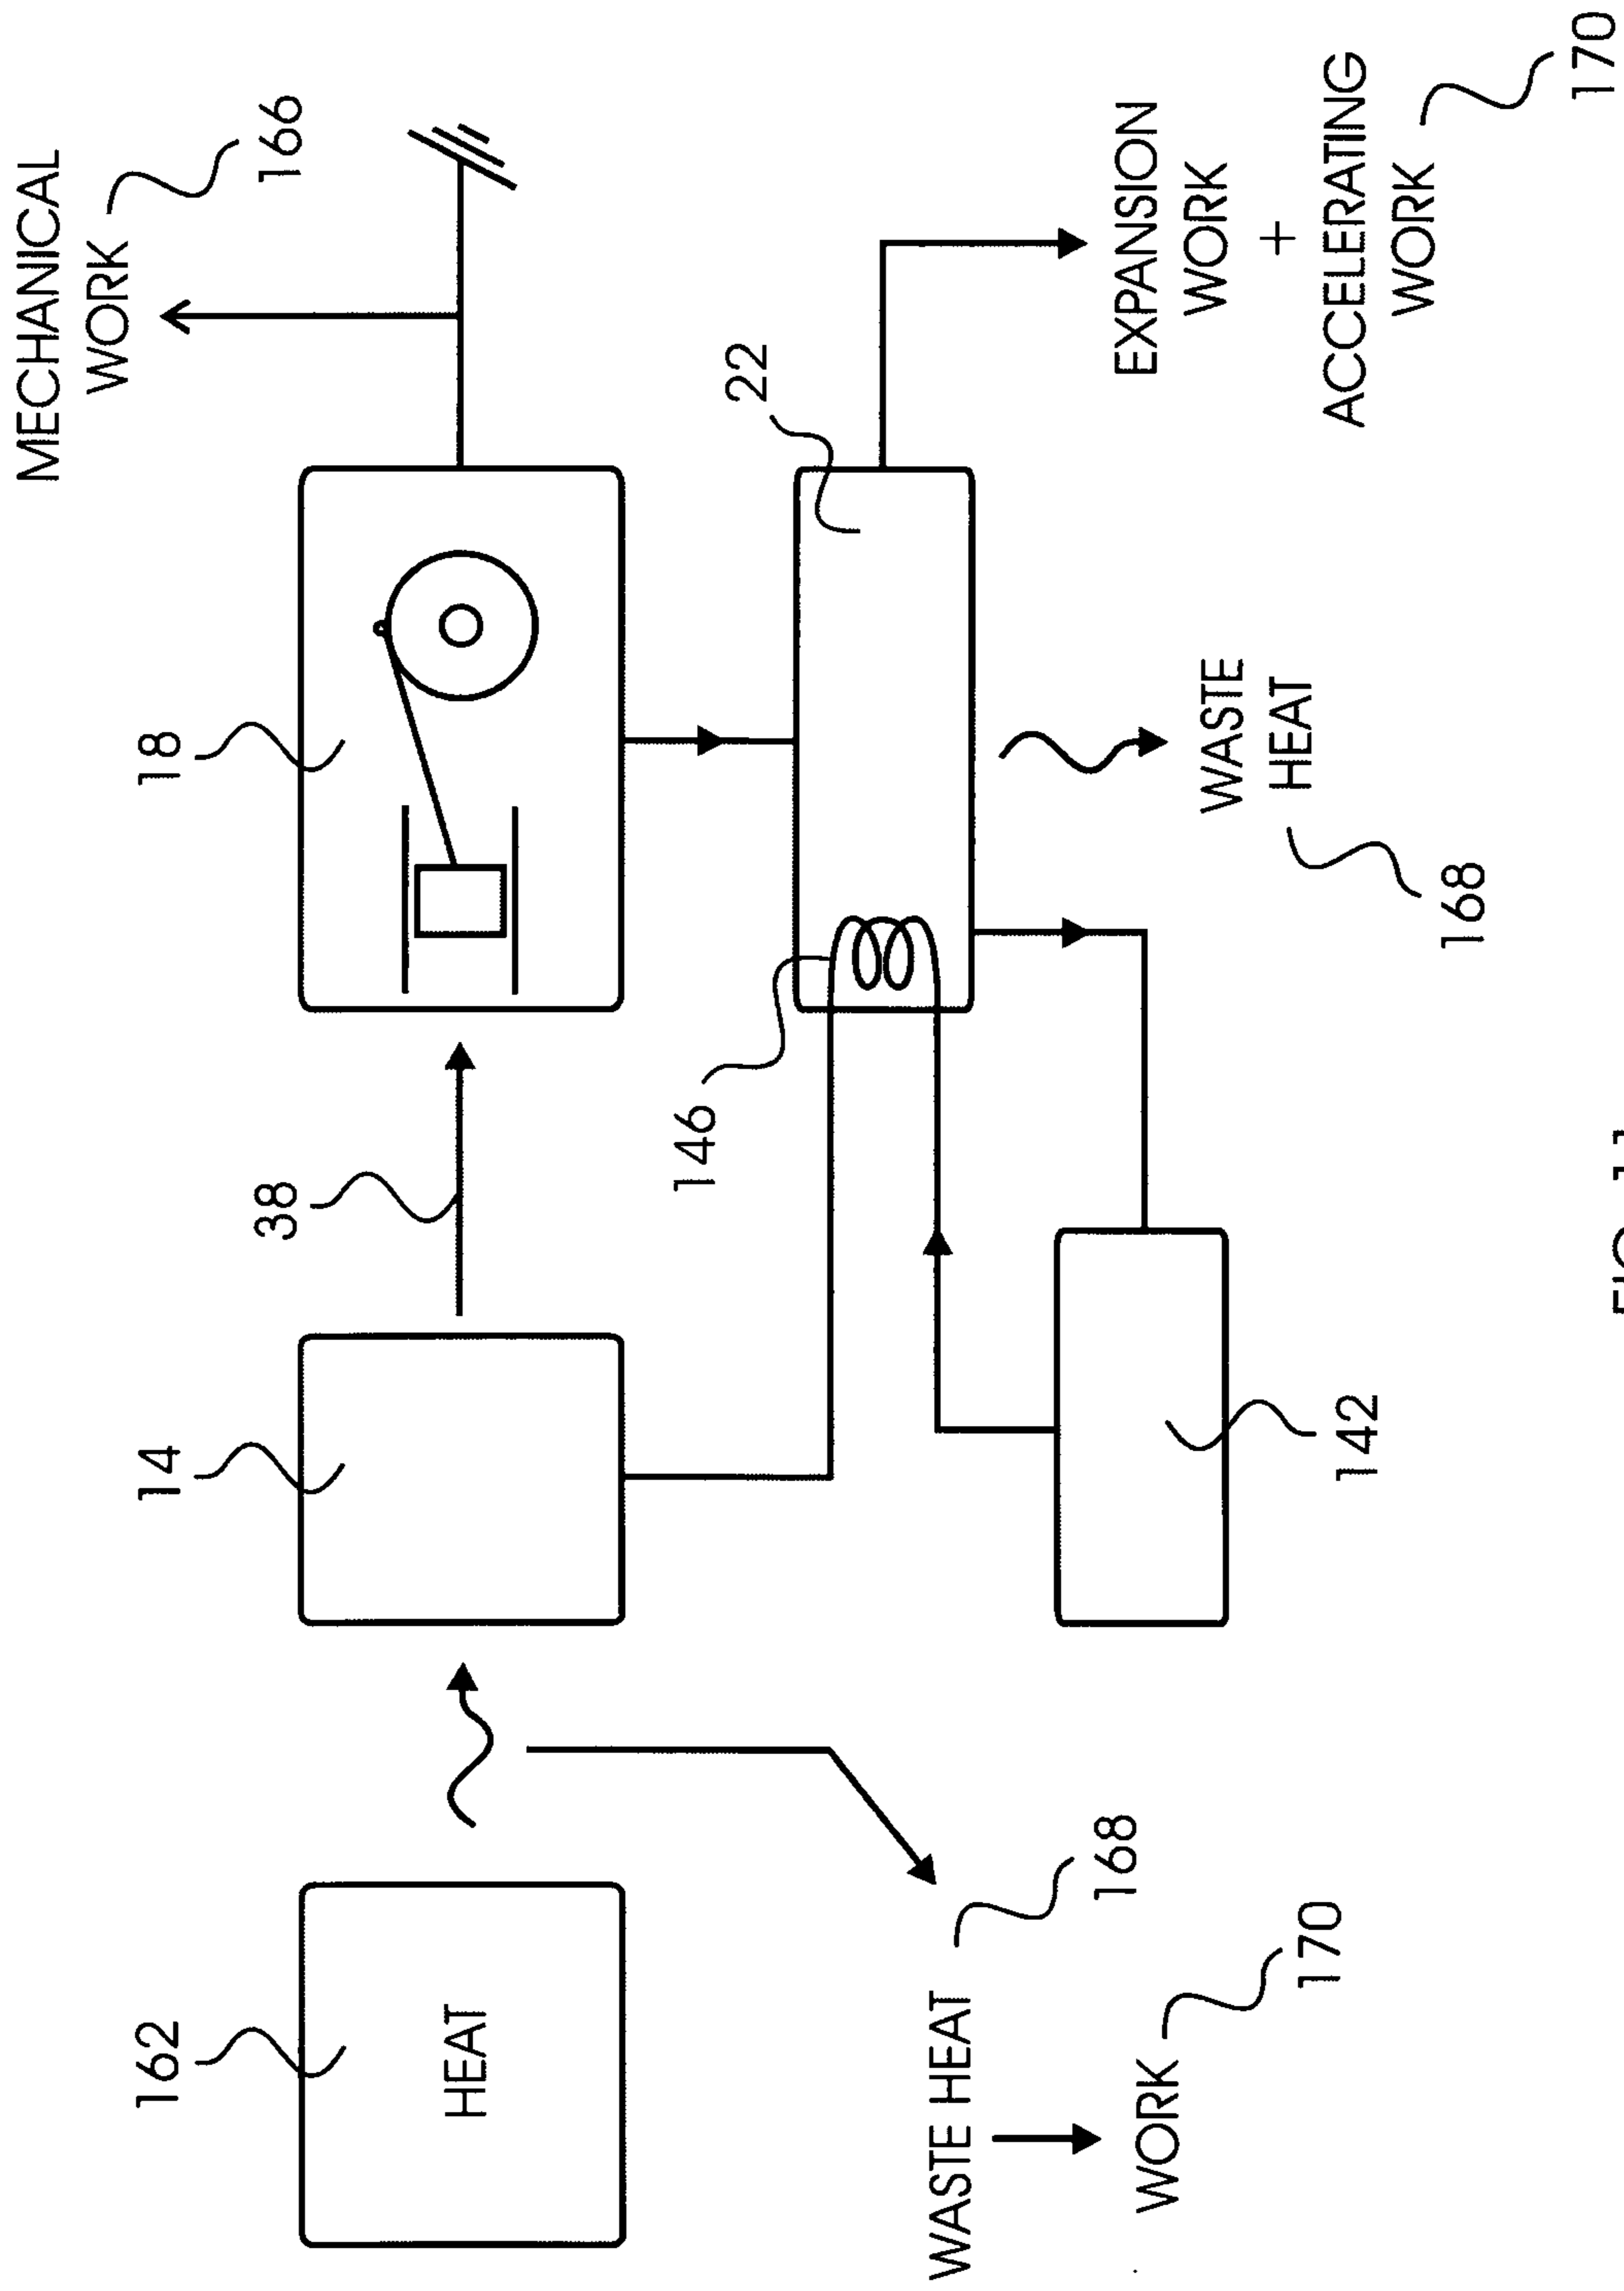 MECHANICAL
WORK
166
162
14
38
18
HEAT
146
22
WASTE HEAT
168
WORK
170
142
WASTE
HEAT
168
EXPANSION
WORK
+
ACCELERATING
WORK
170